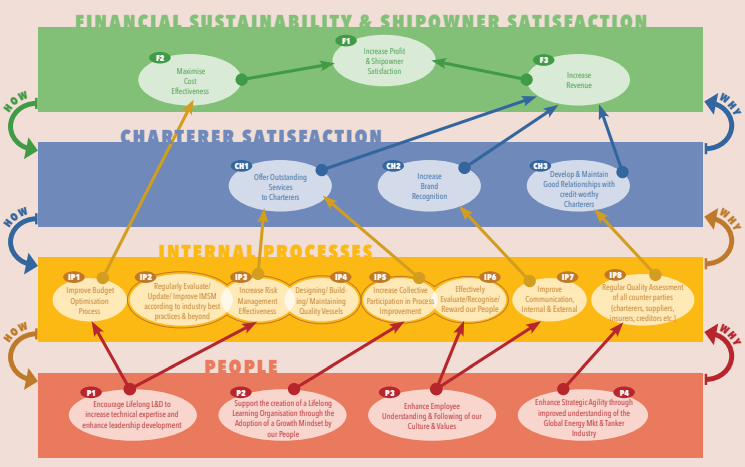 FINANCIAL SUSTAINABILITY & SHIPOWNER SATISFACTION
F1
Increase Profit
& Shipowner
Satisfaction
F2
Maximise
Cost
Effectiveness
F3
Increase
Revenue
HOW
WHY
CHARTERER SATISFACTION
CH1
Offer Outstanding
Services
to Charterers
CH2
Increase
Brand
Recognition
CH3
Develop & Maintain
Good Relationships with
credit-worthy
Charterers
HOW
WHY
INTERNAL PROCESSES
IP1
Improve Budget
Optimisation
Process
IP2
Regularly Evaluate/
Update/ Improve IMSM
according to industry best
practices & beyond
IP3
Increase Risk
Management
Effectiveness
IP4
Designing/ Build-
ing/ Maintaining
Quality Vessels
IP5
Increase Collective
Participation in Process
Improvement
IP6
Effectively
Evaluate/Recognise/
Reward our People
IP7
Improve
Communication,
Internal & External
IP8
Regular Quality Assessment
of all counter parties
(charterers, suppliers,
insurers, creditors etc.)
HOW
WHY
PEOPLE
P1
Encourage Lifelong L&D to
increase technical expertise and
enhance leadership development
P2
Support the creation of a Lifelong
Learning Organisation through the
Adoption of a Growth Mindset by
our People
P3
Enhance Employee
Understanding & Following of our
Culture & Values
P4
Enhance Strategic Agility through
improved understanding of the
Global Energy Mkt & Tanker
Industry